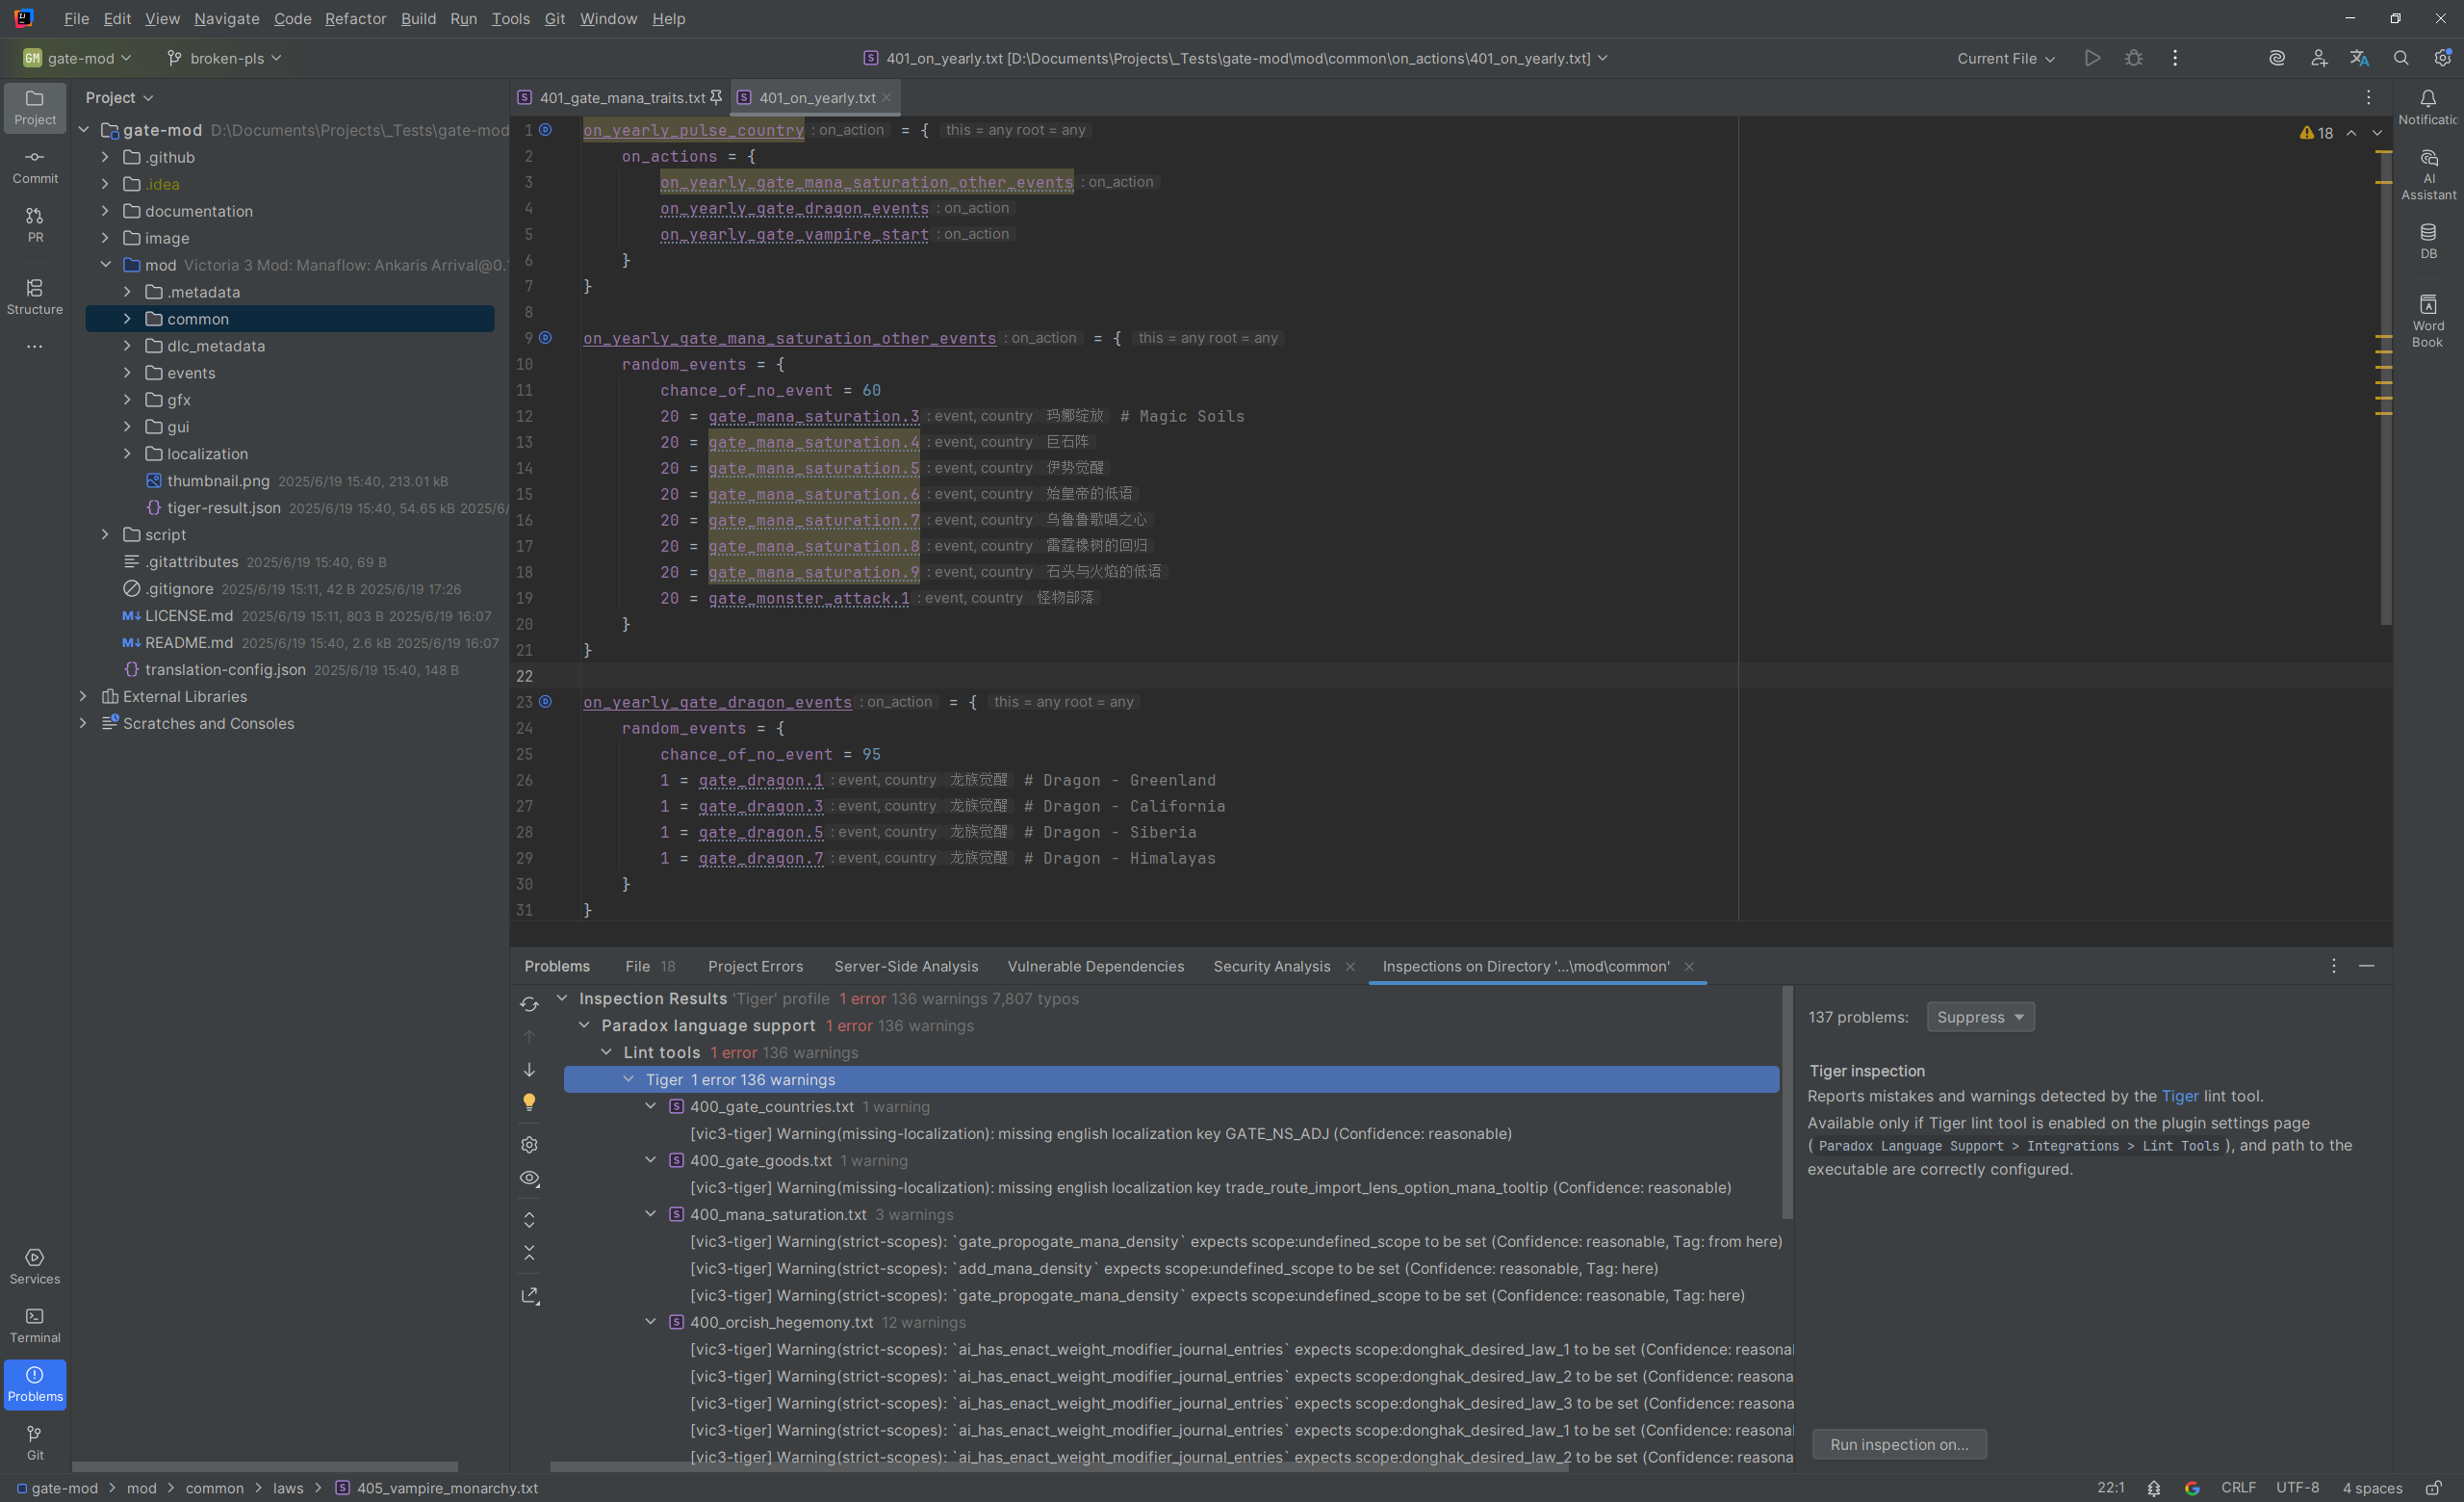 File Edit View Navigate Code Refactor Build Run Tools Git Window Help
GM gate-mod broken-pls 401_on_yearly.txt [D:\Documents\Projects\_Tests\gate-mod\mod\common\on_actions\401_on_yearly.txt] Current File
Project
Commit
PR
Structure
Services
Terminal
Problems
Git
Project
gate-mod D:\Documents\Projects\_Tests\gate-mod
.github
.idea
documentation
image
mod Victoria 3 Mod: Manaflow: Ankaris Arrival@0.
.metadata
common
dlc_metadata
events
gfx
gui
localization
thumbnail.png 2025/6/19 15:40, 213.01 kB
tiger-result.json 2025/6/19 15:40, 54.65 kB 2025/6/
script
.gitattributes 2025/6/19 15:40, 69 B
.gitignore 2025/6/19 15:11, 42 B 2025/6/19 17:26
LICENSE.md 2025/6/19 15:11, 803 B 2025/6/19 16:07
README.md 2025/6/19 15:40, 2.6 kB 2025/6/19 16:07
translation-config.json 2025/6/19 15:40, 148 B
External Libraries
Scratches and Consoles
401_gate_mana_traits.txt 401_on_yearly.txt
18
1 on_yearly_pulse_country : on_action = { this = any root = any
2 on_actions = {
3 on_yearly_gate_mana_saturation_other_events : on_action
4 on_yearly_gate_dragon_events : on_action
5 on_yearly_gate_vampire_start : on_action
6 }
7 }
8
9 on_yearly_gate_mana_saturation_other_events : on_action = { this = any root = any
10 random_events = {
11 chance_of_no_event = 60
12 20 = gate_mana_saturation.3 : event, country 玛娜绽放 # Magic Soils
13 20 = gate_mana_saturation.4 : event, country 巨石阵
14 20 = gate_mana_saturation.5 : event, country 伊势觉醒
15 20 = gate_mana_saturation.6 : event, country 始皇帝的低语
16 20 = gate_mana_saturation.7 : event, country 乌鲁鲁歌唱之心
17 20 = gate_mana_saturation.8 : event, country 雷霆橡树的回归
18 20 = gate_mana_saturation.9 : event, country 石头与火焰的低语
19 20 = gate_monster_attack.1 : event, country 怪物部落
20 }
21 }
22
23 on_yearly_gate_dragon_events : on_action = { this = any root = any
24 random_events = {
25 chance_of_no_event = 95
26 1 = gate_dragon.1 : event, country 龙族觉醒 # Dragon - Greenland
27 1 = gate_dragon.3 : event, country 龙族觉醒 # Dragon - California
28 1 = gate_dragon.5 : event, country 龙族觉醒 # Dragon - Siberia
29 1 = gate_dragon.7 : event, country 龙族觉醒 # Dragon - Himalayas
30 }
31 }
Notificatio
AI Assistant
DB
Word Book
Problems File 18 Project Errors Server-Side Analysis Vulnerable Dependencies Security Analysis Inspections on Directory '...\mod\common'
Inspection Results 'Tiger' profile 1 error 136 warnings 7,807 typos
Paradox language support 1 error 136 warnings
Lint tools 1 error 136 warnings
Tiger 1 error 136 warnings
400_gate_countries.txt 1 warning
[vic3-tiger] Warning(missing-localization): missing english localization key GATE_NS_ADJ (Confidence: reasonable)
400_gate_goods.txt 1 warning
[vic3-tiger] Warning(missing-localization): missing english localization key trade_route_import_lens_option_mana_tooltip (Confidence: reasonable)
400_mana_saturation.txt 3 warnings
[vic3-tiger] Warning(strict-scopes): `gate_propogate_mana_density` expects scope:undefined_scope to be set (Confidence: reasonable, Tag: from here)
[vic3-tiger] Warning(strict-scopes): `add_mana_density` expects scope:undefined_scope to be set (Confidence: reasonable, Tag: here)
[vic3-tiger] Warning(strict-scopes): `gate_propogate_mana_density` expects scope:undefined_scope to be set (Confidence: reasonable, Tag: here)
400_orcish_hegemony.txt 12 warnings
[vic3-tiger] Warning(strict-scopes): `ai_has_enact_weight_modifier_journal_entries` expects scope:donghak_desired_law_1 to be set (Confidence: reasonal
[vic3-tiger] Warning(strict-scopes): `ai_has_enact_weight_modifier_journal_entries` expects scope:donghak_desired_law_2 to be set (Confidence: reasona
[vic3-tiger] Warning(strict-scopes): `ai_has_enact_weight_modifier_journal_entries` expects scope:donghak_desired_law_3 to be set (Confidence: reasona
[vic3-tiger] Warning(strict-scopes): `ai_has_enact_weight_modifier_journal_entries` expects scope:donghak_desired_law_1 to be set (Confidence: reasonal
[vic3-tiger] Warning(strict-scopes): `ai_has_enact_weight_modifier_journal_entries` expects scope:donghak_desired_law_2 to be set (Confidence: reasona
137 problems: Suppress
Tiger inspection
Reports mistakes and warnings detected by the Tiger lint tool.
Available only if Tiger lint tool is enabled on the plugin settings page
( Paradox Language Support > Integrations > Lint Tools ), and path to the
executable are correctly configured.
Run inspection on...
gate-mod > mod > common > laws > 405_vampire_monarchy.txt
22:1 CRLF UTF-8 4 spaces